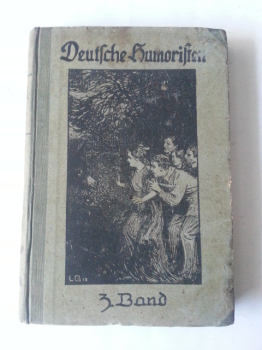 Deutsche Humoristen
3. Band